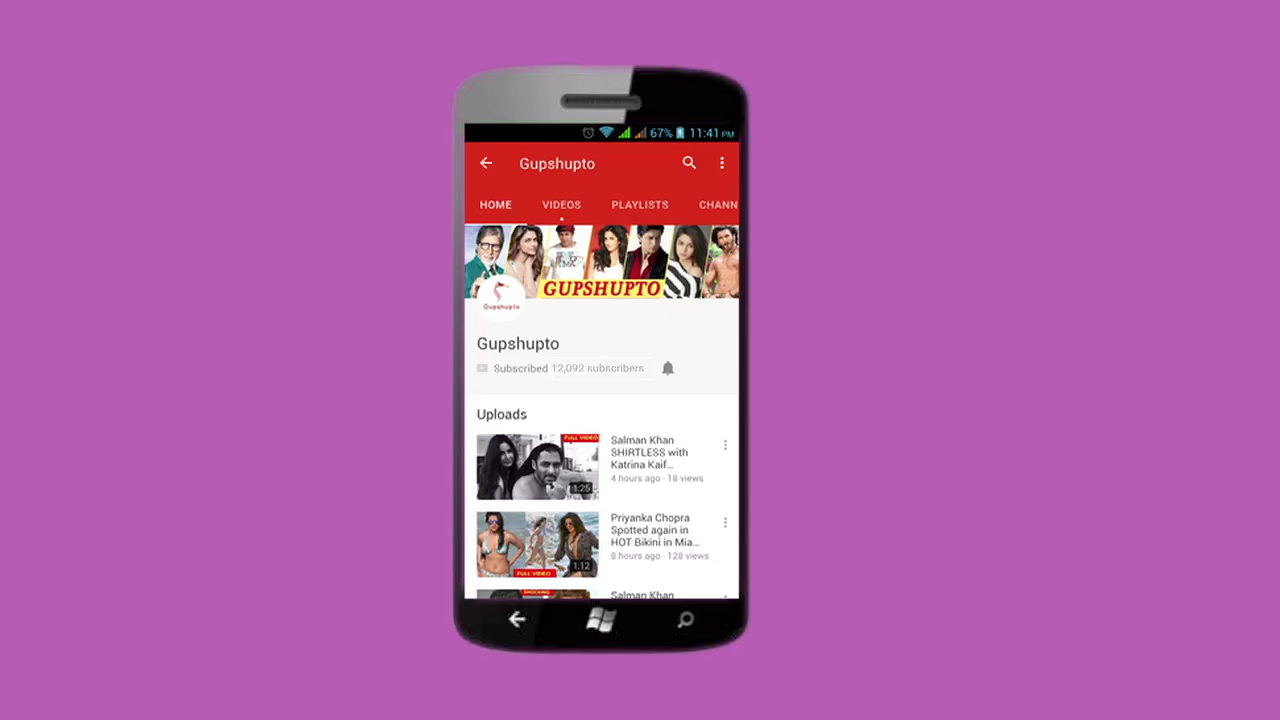 67% 11:41 PM
Gupshupto
HOME VIDEOS PLAYLISTS CHANN
GUPSHUPTO
Gupshupto
Gupshupto
Subscribed 12,092 subscribers
Uploads
FULL VIDEO
1:25
Salman Khan
SHIRTLESS with
Katrina Kaif...
4 hours ago · 18 views
FULL VIDEO
1:12
Priyanka Chopra
Spotted again in
HOT Bikini in Mia...
8 hours ago · 128 views
SHOCKING
Salman Khan